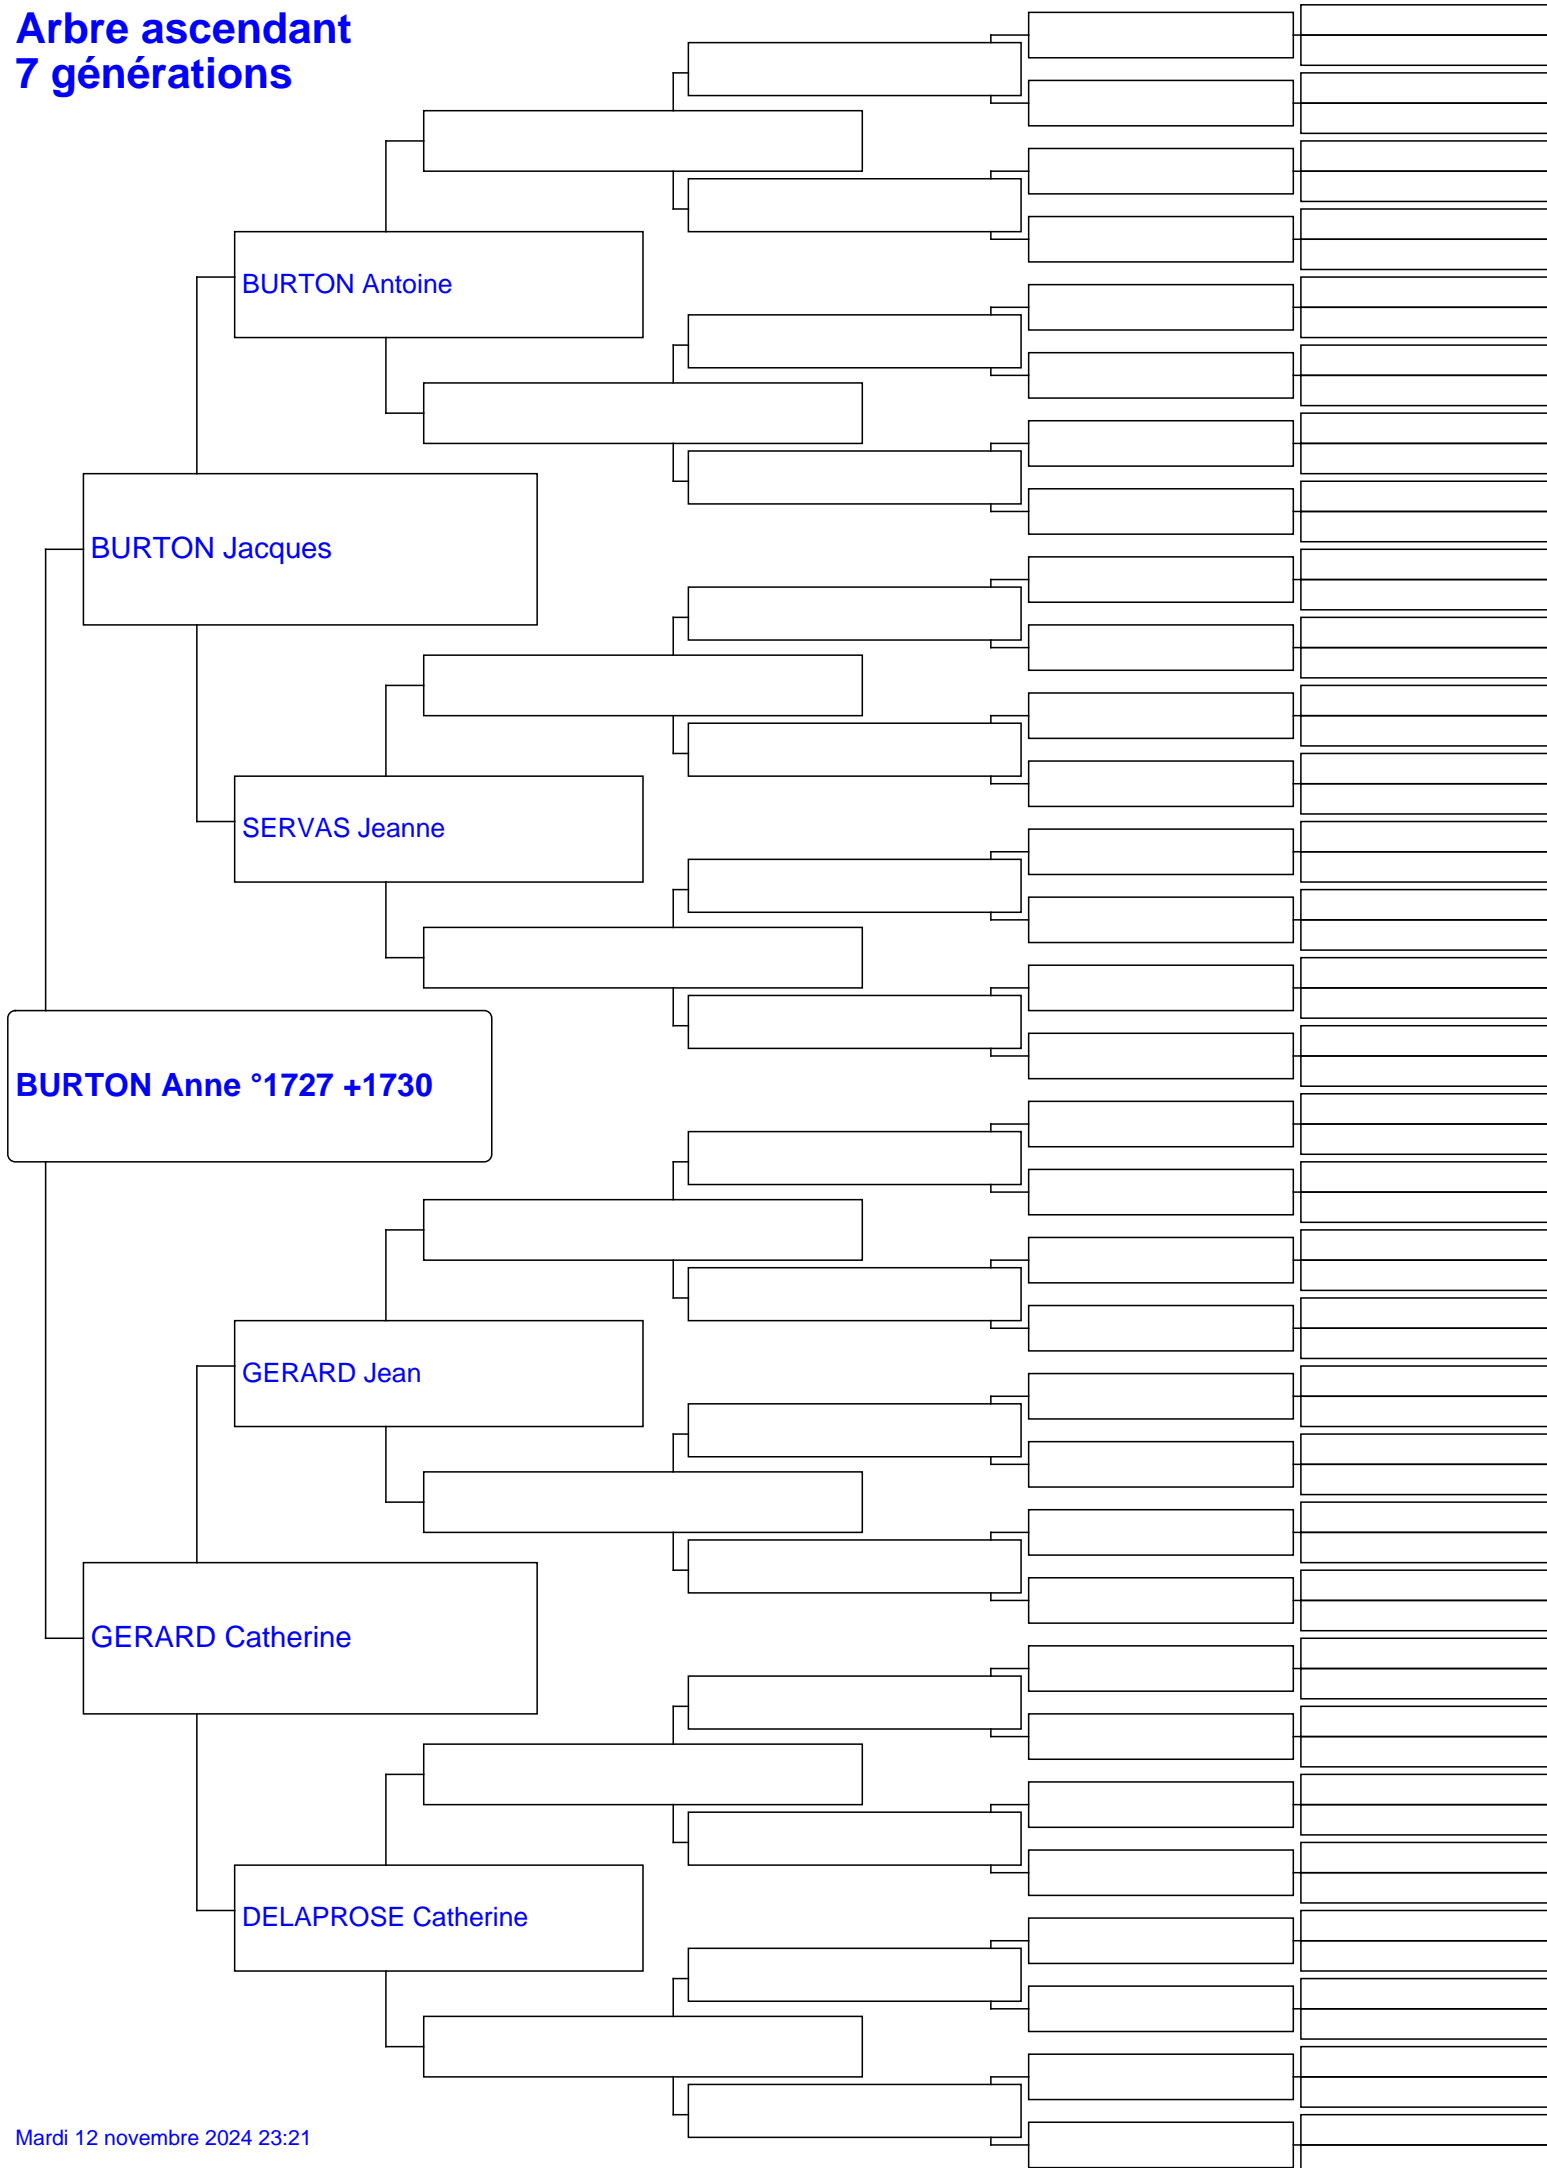 Arbre ascendant
7 générations
BURTON Antoine
BURTON Jacques
SERVAS Jeanne
BURTON Anne °1727 +1730
GERARD Jean
GERARD Catherine
DELAPROSE Catherine
Mardi 12 novembre 2024 23:21